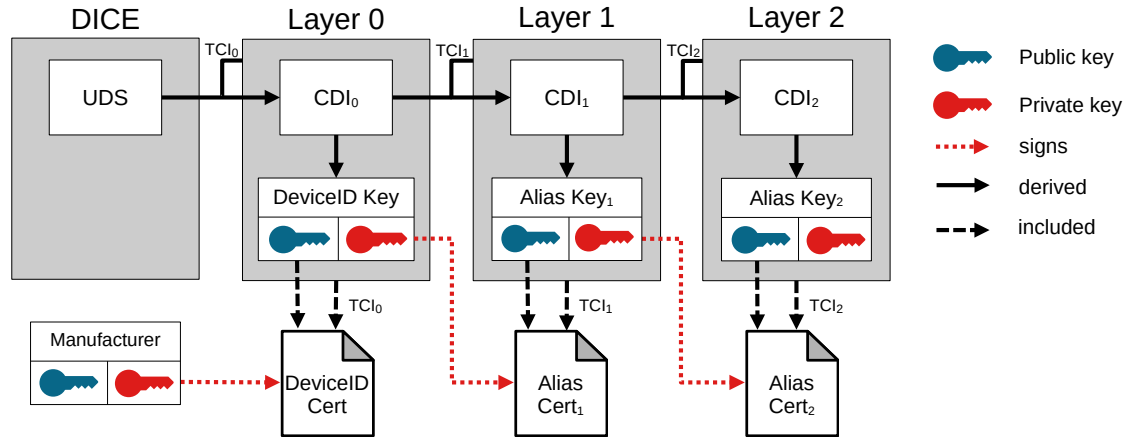 DICE
Layer 0
Layer 1
Layer 2
TCI₀
TCI₁
TCI₂
UDS
CDI₀
CDI₁
CDI₂
Public key
Private key
signs
derived
included
DeviceID Key
Alias Key₁
Alias Key₂
TCI₀
TCI₁
TCI₂
Manufacturer
DeviceID
Cert
Alias
Cert₁
Alias
Cert₂